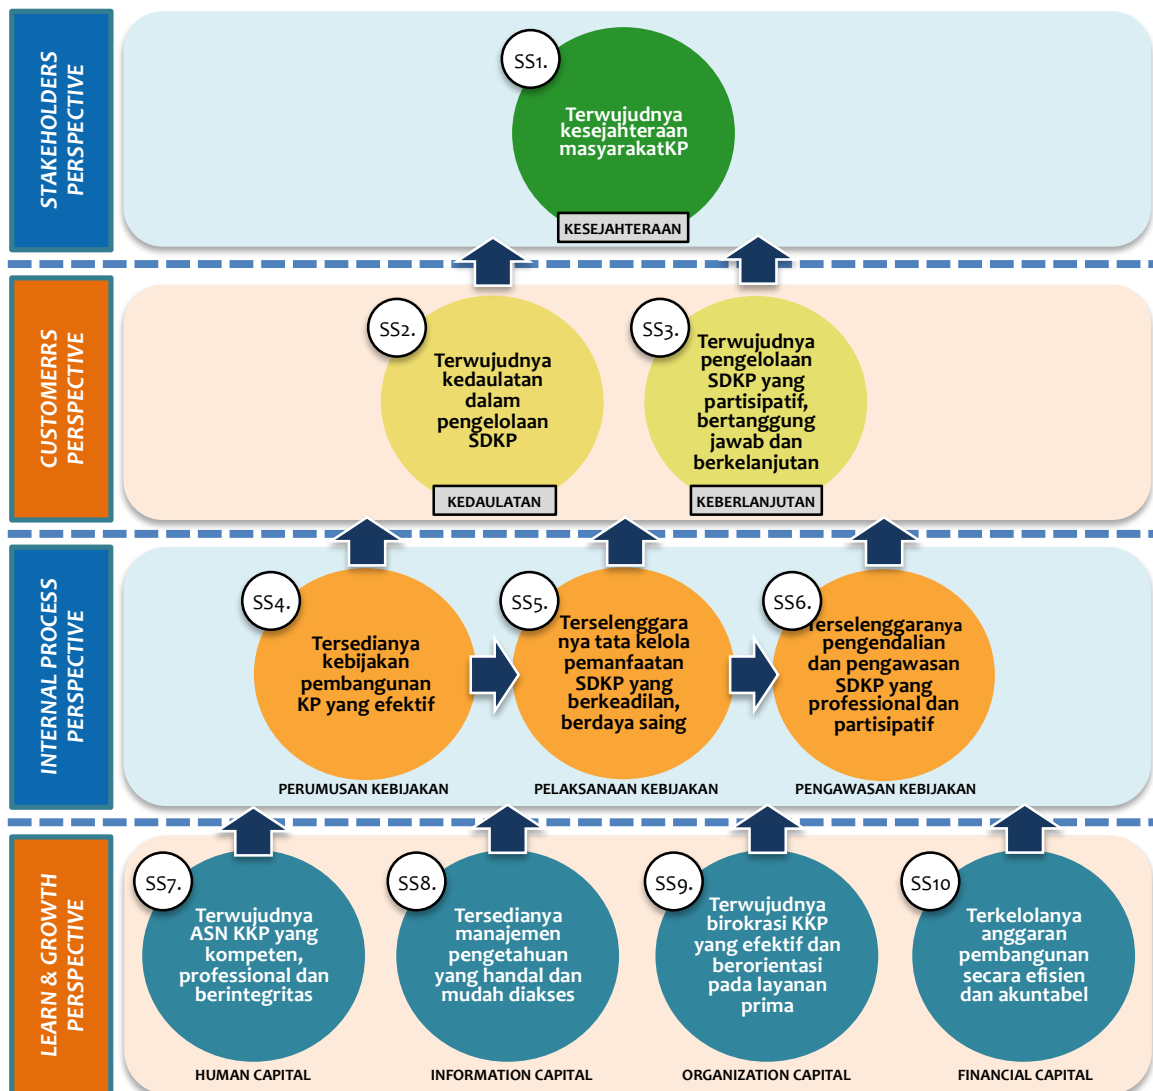 STAKEHOLDERS
PERSPECTIVE
SS1.
Terwujudnya
kesejahteraan
masyarakatKP
KESEJAHTERAAN
CUSTOMERRS
PERSPECTIVE
SS2.
Terwujudnya
kedaulatan
dalam
pengelolaan
SDKP
KEDAULATAN
SS3.
Terwujudnya
pengelolaan
SDKP yang
partisipatif,
bertanggung
jawab dan
berkelanjutan
KEBERLANJUTAN
INTERNAL PROCESS
PERSPECTIVE
SS4.
Tersedianya
kebijakan
pembangunan
KP yang efektif
PERUMUSAN KEBIJAKAN
SS5.
Terselenggara
nya tata kelola
pemanfaatan
SDKP yang
berkeadilan,
berdaya saing
PELAKSANAAN KEBIJAKAN
SS6.
Terselenggaranya
pengendalian
dan pengawasan
SDKP yang
professional dan
partisipatif
PENGAWASAN KEBIJAKAN
LEARN & GROWTH
PERSPECTIVE
SS7.
Terwujudnya
ASN KKP yang
kompeten,
professional dan
berintegritas
HUMAN CAPITAL
SS8.
Tersedianya
manajemen
pengetahuan
yang handal dan
mudah diakses
INFORMATION CAPITAL
SS9.
Terwujudnya
birokrasi KKP
yang efektif dan
berorientasi
pada layanan
prima
ORGANIZATION CAPITAL
SS10
Terkelolanya
anggaran
pembangunan
secara efisien
dan akuntabel
FINANCIAL CAPITAL